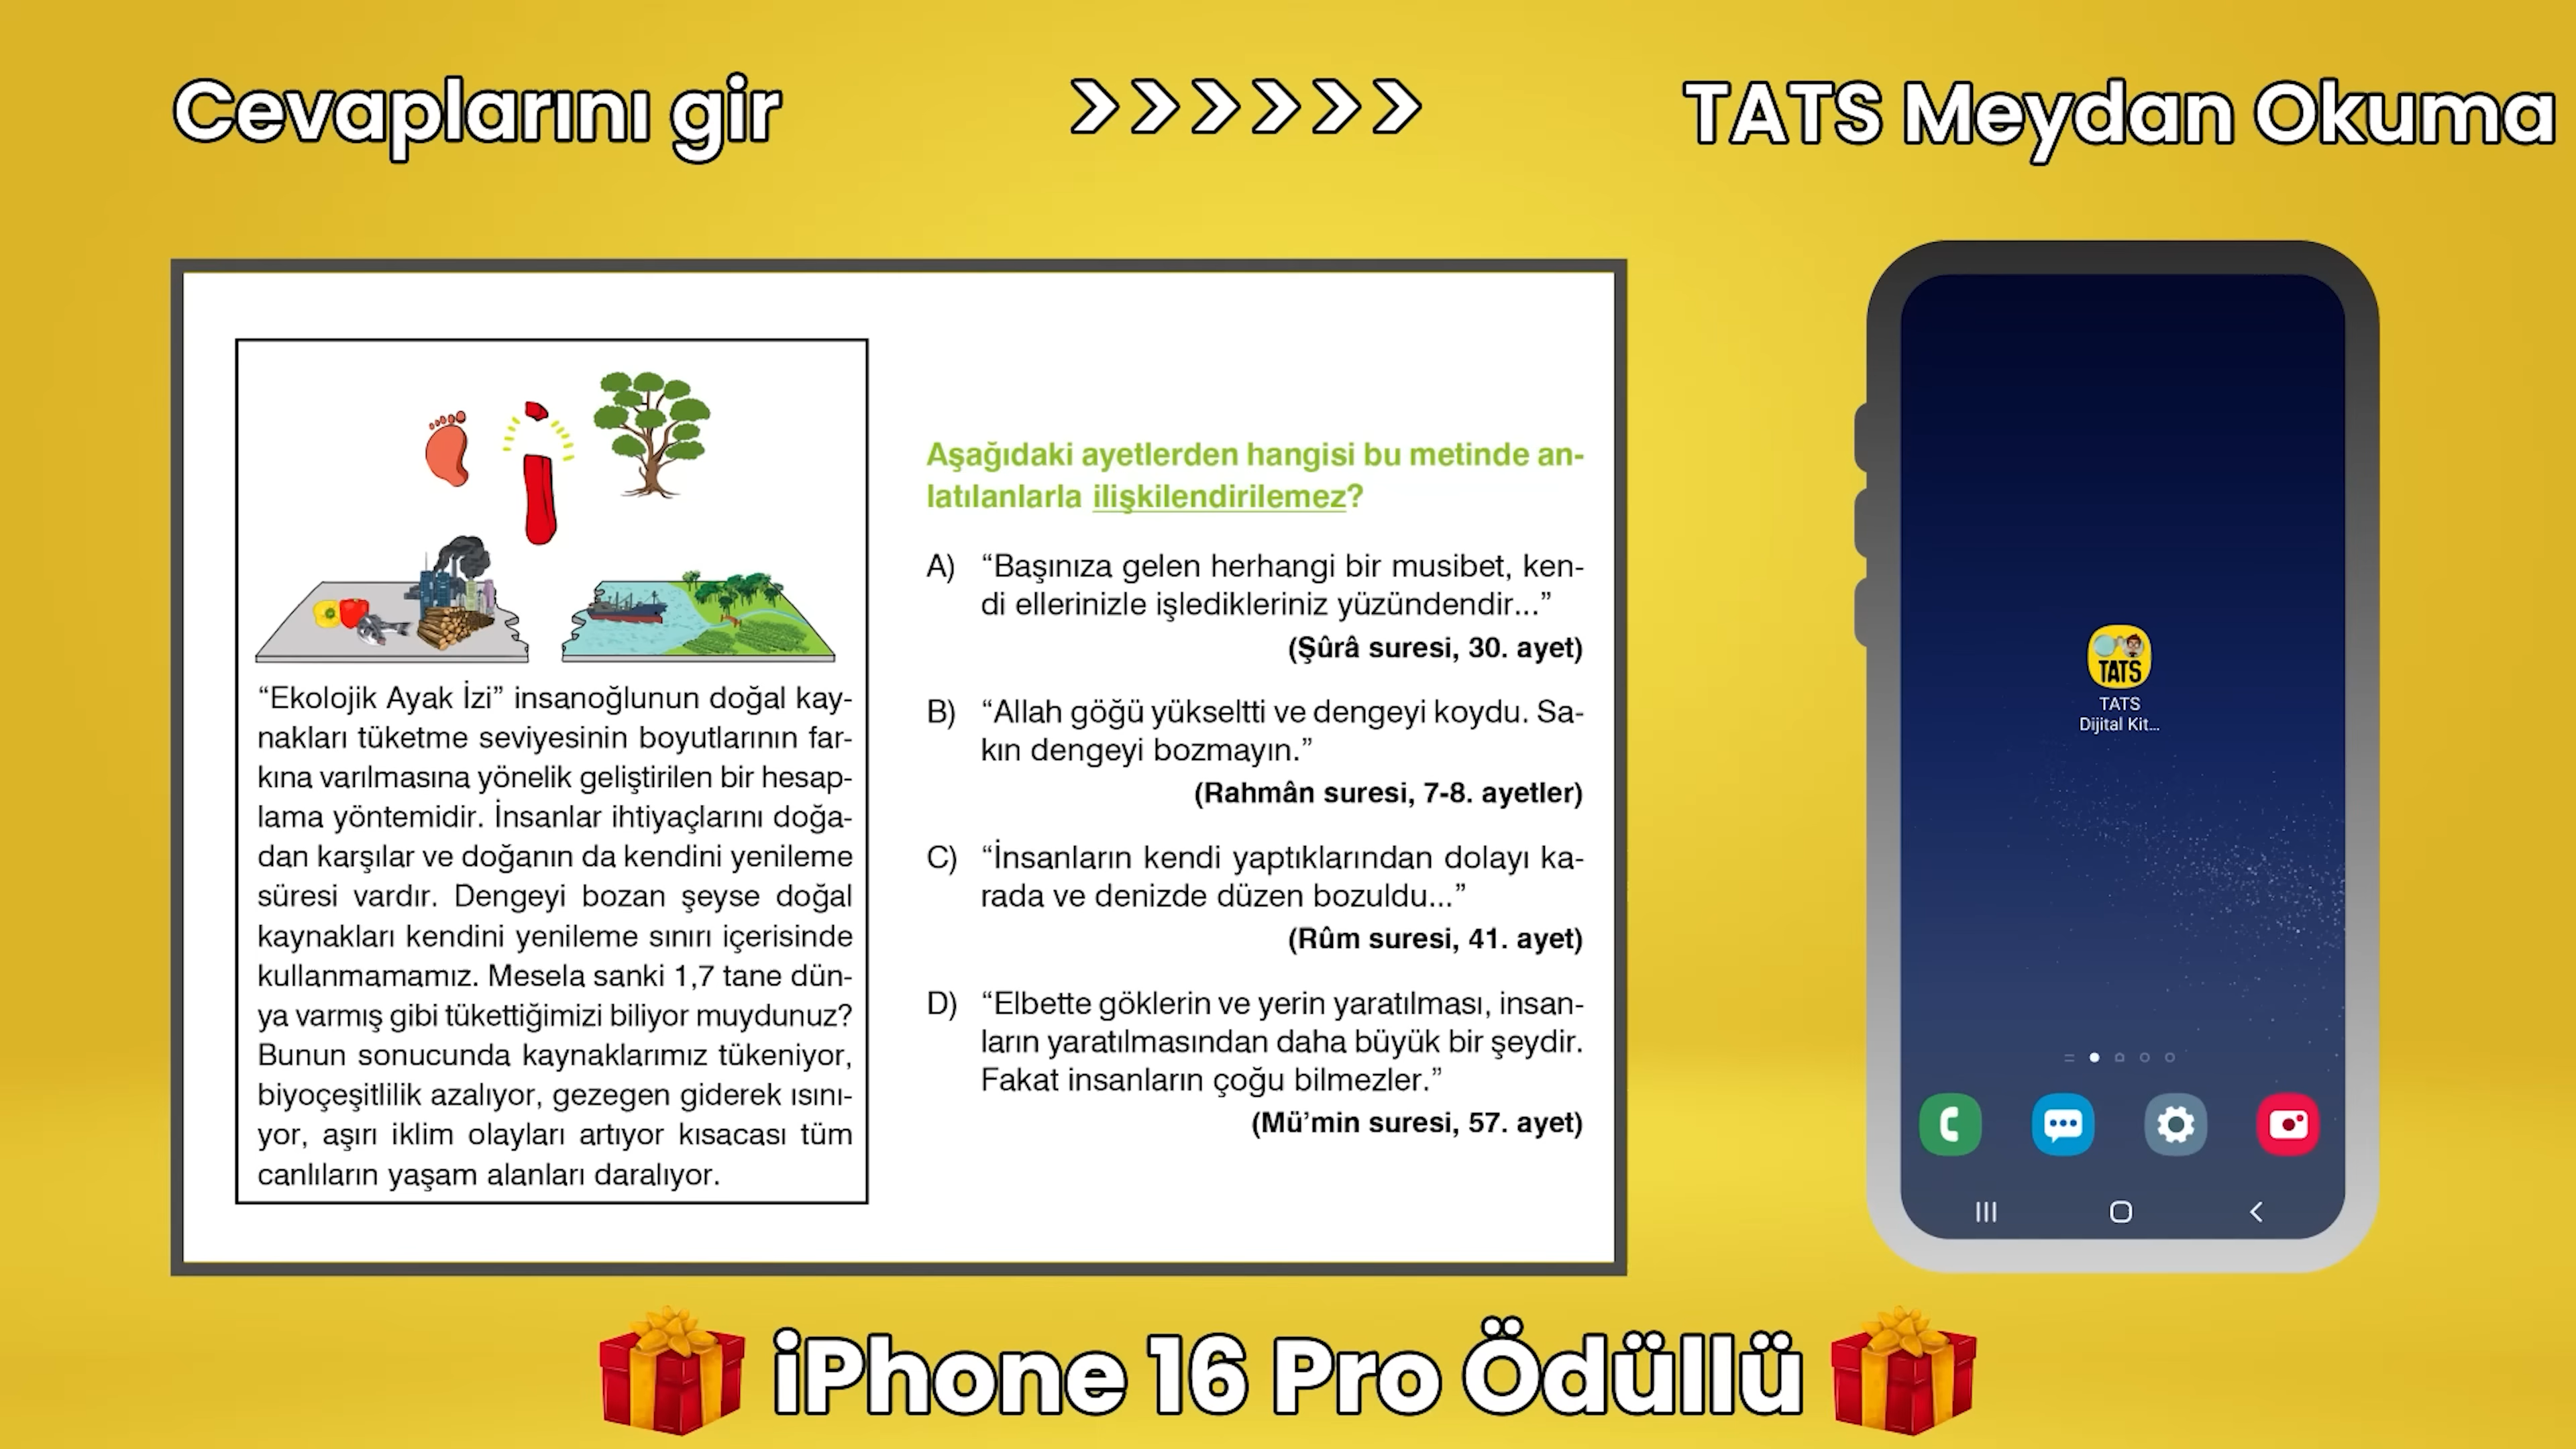 Cevaplarını gir
TATS Meydan Okuma
“Ekolojik Ayak İzi” insanoğlunun doğal kay-
nakları tüketme seviyesinin boyutlarının far-
kına varılmasına yönelik geliştirilen bir hesap-
lama yöntemidir. İnsanlar ihtiyaçlarını doğa-
dan karşılar ve doğanın da kendini yenileme
süresi vardır. Dengeyi bozan şeyse doğal
kaynakları kendini yenileme sınırı içerisinde
kullanmamamız. Mesela sanki 1,7 tane dün-
ya varmış gibi tükettiğimizi biliyor muydunuz?
Bunun sonucunda kaynaklarımız tükeniyor,
biyoçeşitlilik azalıyor, gezegen giderek ısını-
yor, aşırı iklim olayları artıyor kısacası tüm
canlıların yaşam alanları daralıyor.
Aşağıdaki ayetlerden hangisi bu metinde an-
latılanlarla ilişkilendirilemez?
A) “Başınıza gelen herhangi bir musibet, ken-
di ellerinizle işledikleriniz yüzündendir...”
(Şûrâ suresi, 30. ayet)
B) “Allah göğü yükseltti ve dengeyi koydu. Sa-
kın dengeyi bozmayın.”
(Rahmân suresi, 7-8. ayetler)
C) “İnsanların kendi yaptıklarından dolayı ka-
rada ve denizde düzen bozuldu...”
(Rûm suresi, 41. ayet)
D) “Elbette göklerin ve yerin yaratılması, insan-
ların yaratılmasından daha büyük bir şeydir.
Fakat insanların çoğu bilmezler.”
(Mü’min suresi, 57. ayet)
TATS
TATS
Dijital Kit...
iPhone 16 Pro Ödüllü